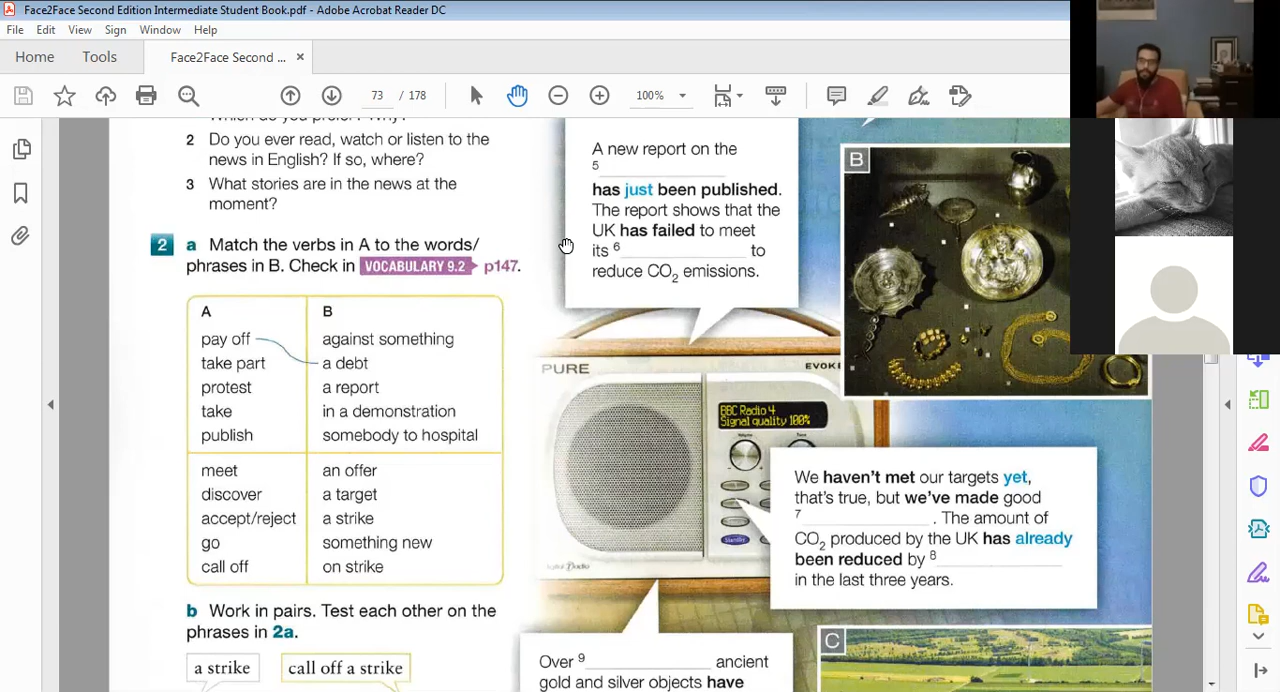 Face2Face Second Edition Intermediate Student Book.pdf - Adobe Acrobat Reader DC
File Edit View Sign Window Help
Home Tools Face2Face Second ... ×
73 / 178 100%
2 Do you ever read, watch or listen to the
news in English? If so, where?
3 What stories are in the news at the
moment?
2 a Match the verbs in A to the words/
phrases in B. Check in VOCABULARY 9.2 p147.
A B
pay off against something
take part a debt
protest a report
take in a demonstration
publish somebody to hospital
meet an offer
discover a target
accept/reject a strike
go something new
call off on strike
b Work in pairs. Test each other on the
phrases in 2a.
a strike call off a strike
A new report on the
5
has just been published.
The report shows that the
UK has failed to meet
its 6 to
reduce CO2 emissions.
B
PURE EVOKE
BBC Radio 4
Signal quality 100%
We haven't met our targets yet,
that's true, but we've made good
7 . The amount of
CO2 produced by the UK has already
been reduced by 8
in the last three years.
Over 9 ancient
gold and silver objects have
C